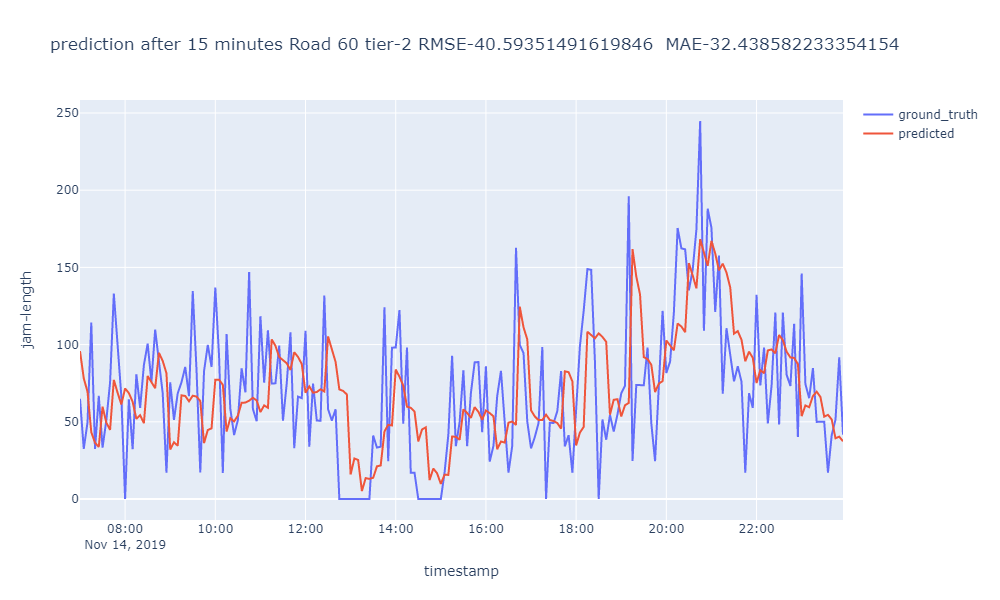 prediction after 15 minutes Road 60 tier-2 RMSE-40.59351491619846  MAE-32.438582233354154
250
200
150
100
50
0
jam-length
08:00 10:00 12:00 14:00 16:00 18:00 20:00 22:00
Nov 14, 2019
timestamp
ground_truth
predicted